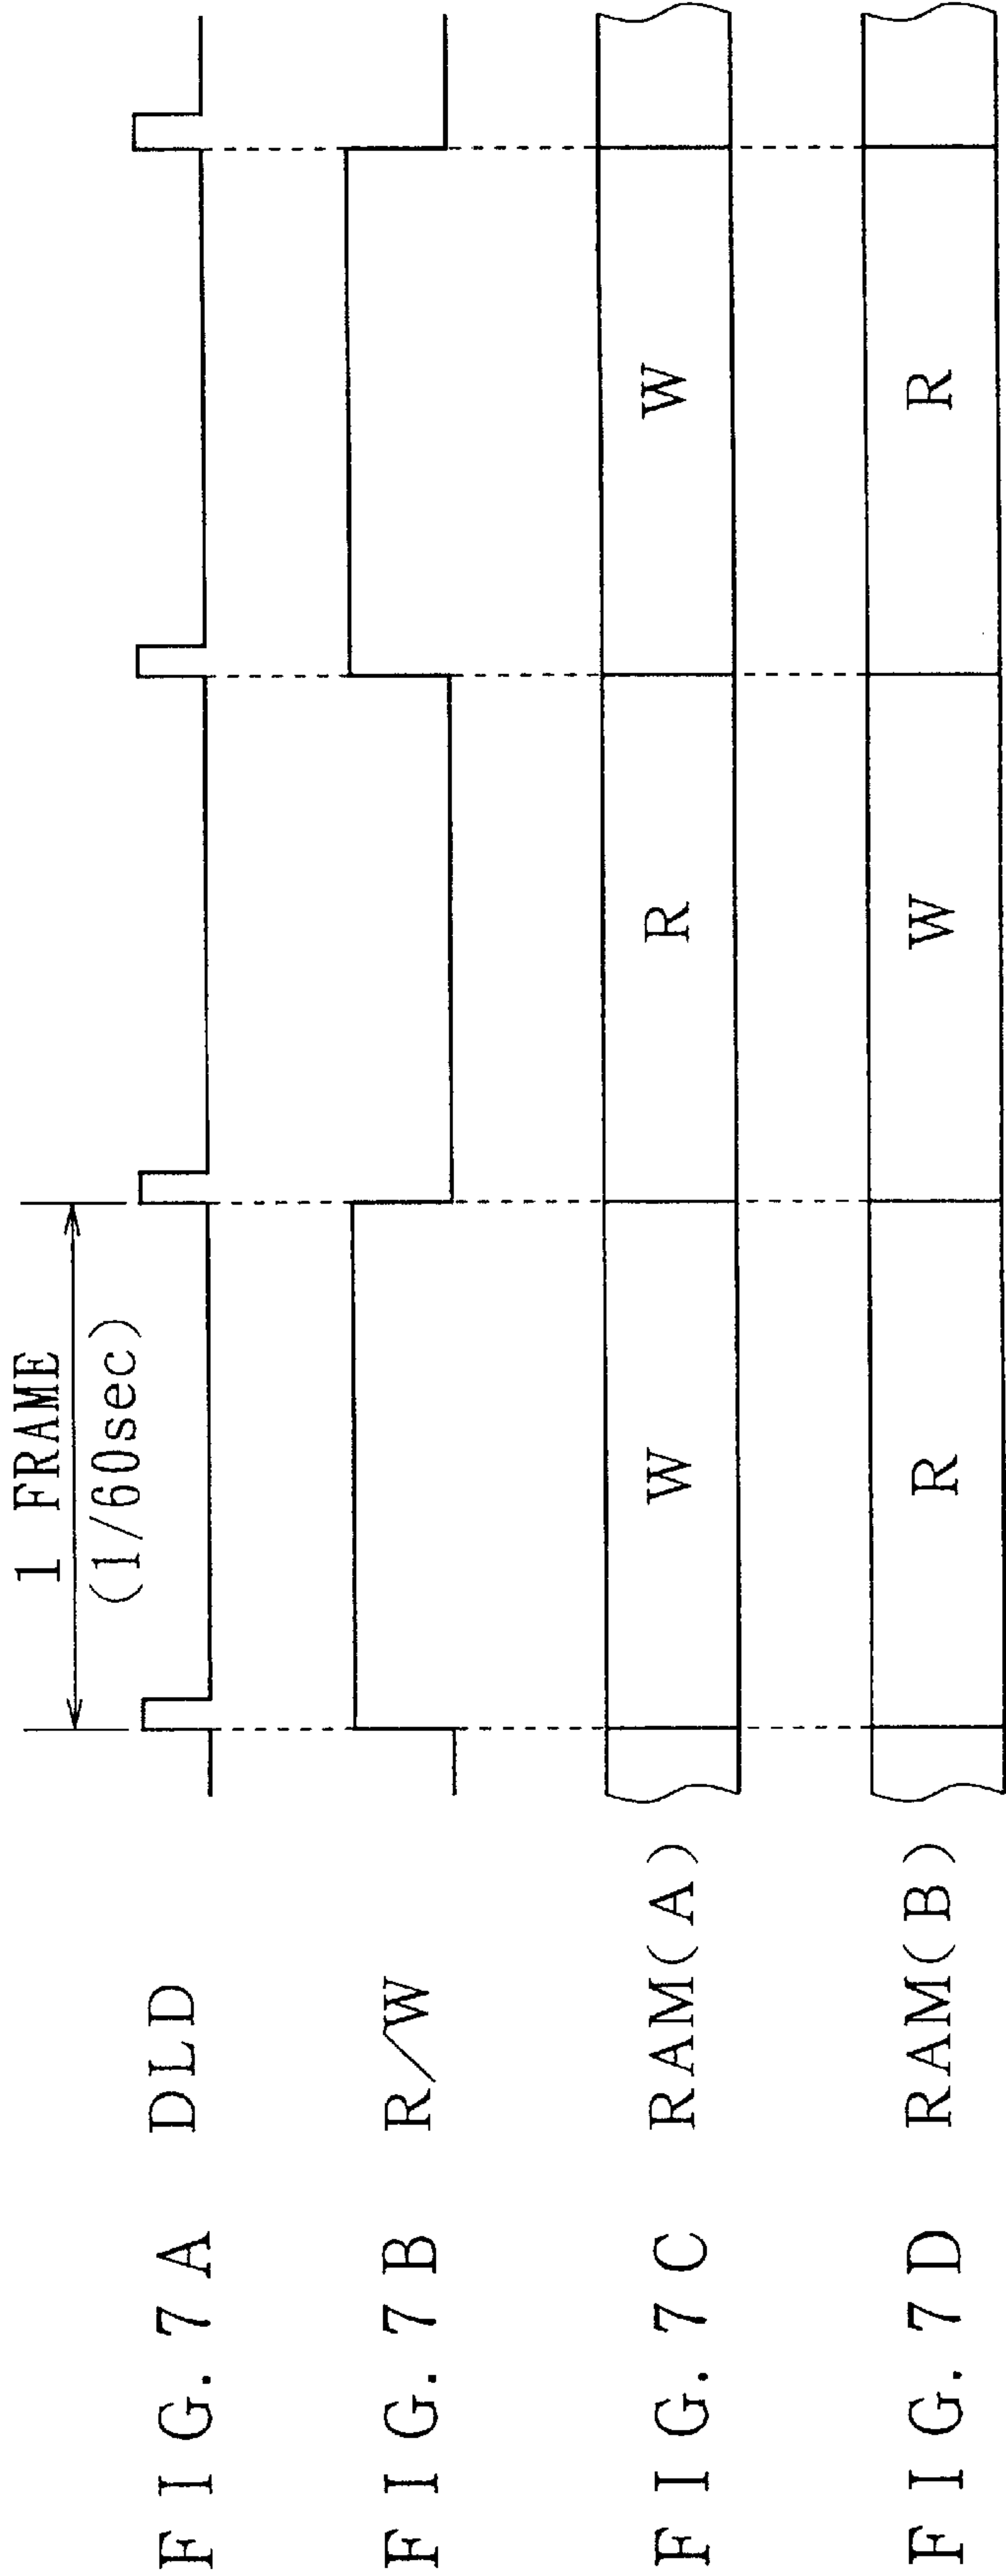 1 FRAME
(1/60sec)
FIG. 7A DLD
FIG. 7B R/W
FIG. 7C RAM(A) W R W
FIG. 7D RAM(B) R W R